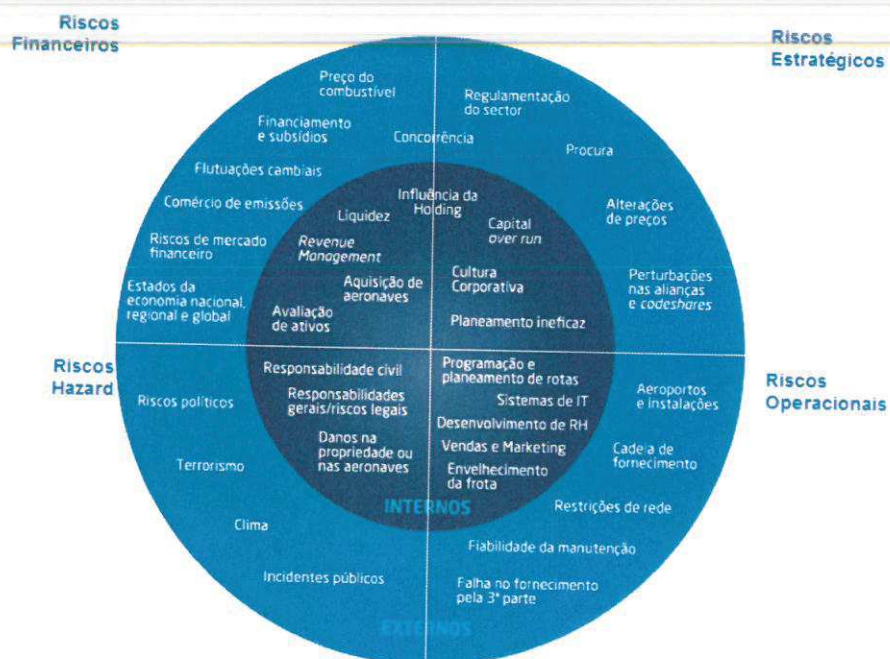 Riscos
Financeiros
Riscos
Estratégicos
Preço do
combustível
Financiamento
e subsídios
Concorrência
Flutuações cambiais
Comércio de emissões
Riscos de mercado
financeiro
Estados da
economia nacional,
regional e global
Regulamentação
do sector
Procura
Alterações
de preços
Perturbações
nas alianças
e codeshares
Influência da
Holding
Liquidez
Revenue
Management
Aquisição de
aeronaves
Avaliação
de ativos
Capital
over run
Cultura
Corporativa
Planeamento ineficaz
Riscos
Hazard
Riscos
Operacionais
Responsabilidade civil
Responsabilidades
gerais/riscos legais
Danos na
propriedade ou
nas aeronaves
Programação e
planeamento de rotas
Sistemas de IT
Desenvolvimento de RH
Vendas e Marketing
Envelhecimento
da frota
INTERNOS
Riscos políticos
Terrorismo
Clima
Incidentes públicos
Aeroportos
e instalações
Cadeia de
fornecimento
Restrições de rede
Fiabilidade da manutenção
Falha no fornecimento
pela 3ª parte
EXTERNOS